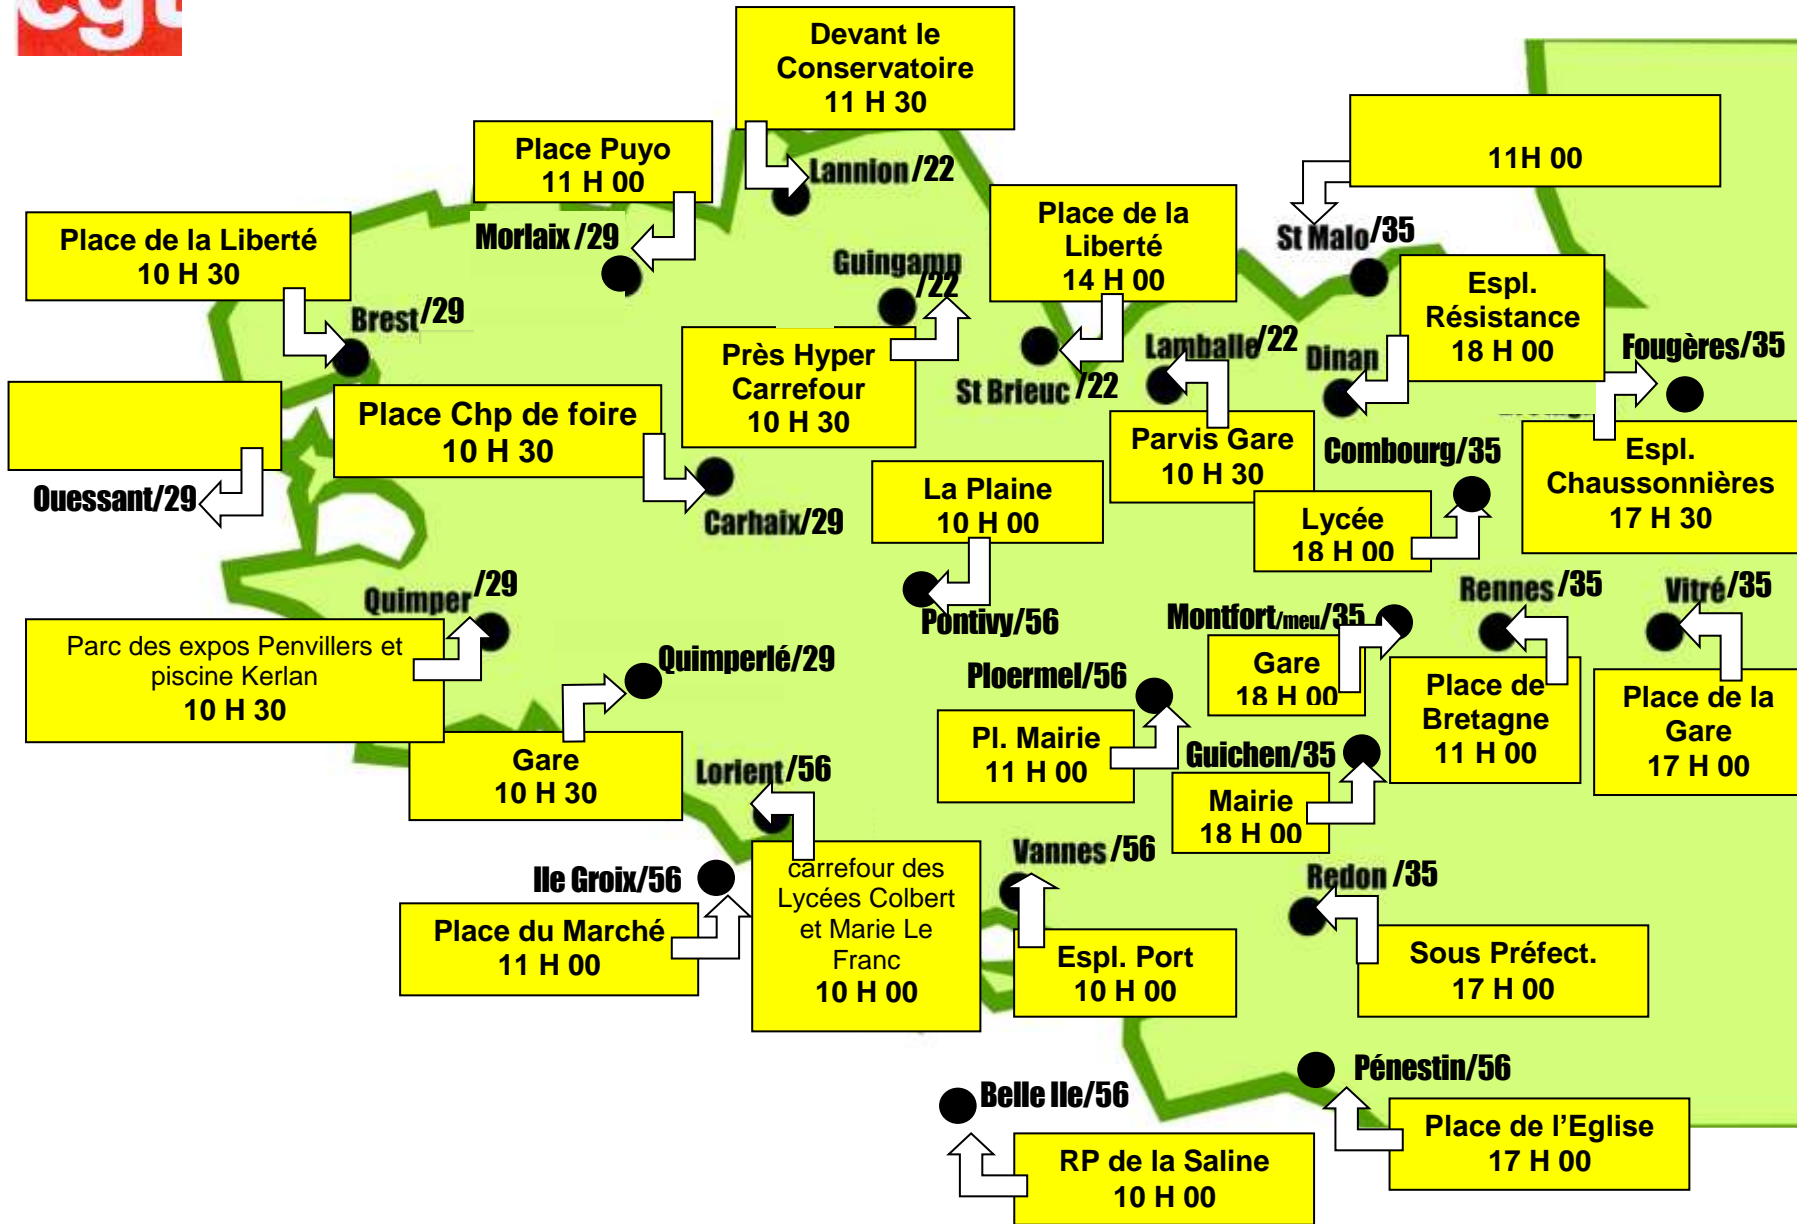 cgt
Devant le
Conservatoire
11 H 30
Place Puyo
11 H 00
11H 00
Lannion /22
Place de la Liberté
10 H 30
Morlaix /29
Place de la
Liberté
14 H 00
St Malo/35
Guingamp
/22
Espl.
Résistance
18 H 00
Brest/29
Près Hyper
Carrefour
10 H 30
Lamballe/22
Dinan
Fougères/35
St Brieuc /22
Place Chp de foire
10 H 30
Parvis Gare
10 H 30
Combourg/35
Espl.
Chaussonnières
17 H 30
Ouessant/29
Carhaix/29
La Plaine
10 H 00
Lycée
18 H 00
Quimper/29
Pontivy/56
Montfort/meu/35
Rennes /35
Vitré/35
Parc des expos Penvillers et
piscine Kerlan
10 H 30
Quimperlé/29
Ploermel/56
Gare
18 H 00
Place de
Bretagne
11 H 00
Place de la
Gare
17 H 00
Gare
10 H 30
Lorient/56
Pl. Mairie
11 H 00
Guichen/35
Mairie
18 H 00
Ile Groix/56
carrefour des
Lycées Colbert
et Marie Le
Franc
10 H 00
Vannes /56
Redon /35
Place du Marché
11 H 00
Espl. Port
10 H 00
Sous Préfect.
17 H 00
Belle Ile/56
Pénestin/56
RP de la Saline
10 H 00
Place de l’Eglise
17 H 00